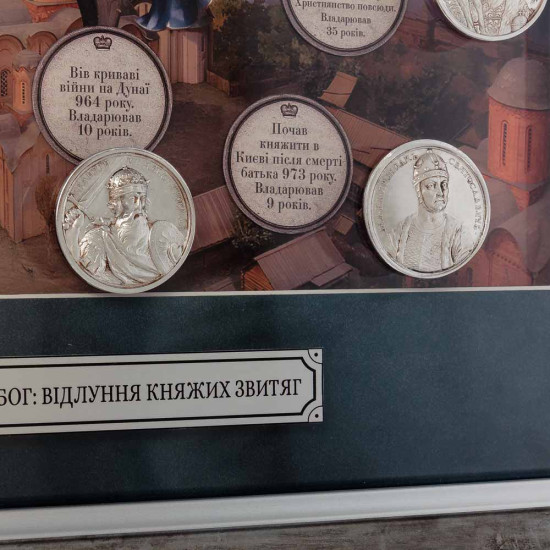 Християнство повсюди.
Владарював
35 років.
Вів криваві
війни на Дунаї
964 року.
Владарював
10 років.
Почав
княжити в
Києві після смерті
батька 973 року.
Владарював
9 років.
БОГ: ВІДЛУННЯ КНЯЖИХ ЗВИТЯГ